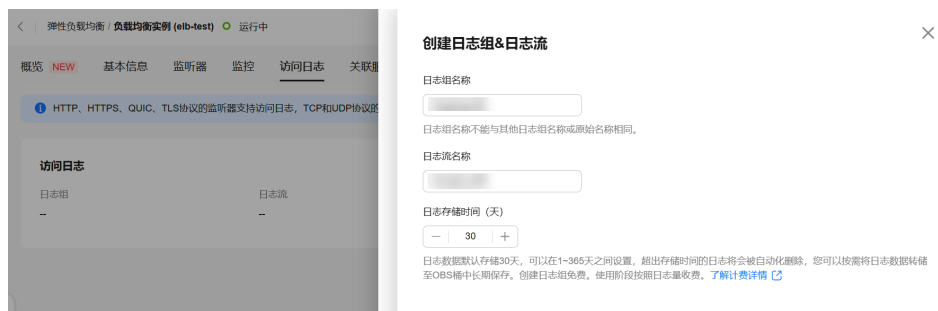 弹性负载均衡 / 负载均衡实例 (elb-test) 运行中
概览 NEW 基本信息 监听器 监控 访问日志 关联服
HTTP、HTTPS、QUIC、TLS协议的监听器支持访问日志，TCP和UDP协议的
访问日志
日志组 日志流
-- --
创建日志组&日志流
日志组名称
日志组名称不能与其他日志组名称或原始名称相同。
日志流名称
日志存储时间（天）
30
日志数据默认存储30天，可以在1~365天之间设置，超出存储时间的日志将会被自动化删除，您可以按需将日志数据转储
至OBS桶中长期保存。创建日志组免费。使用阶段按照日志量收费。了解计费详情